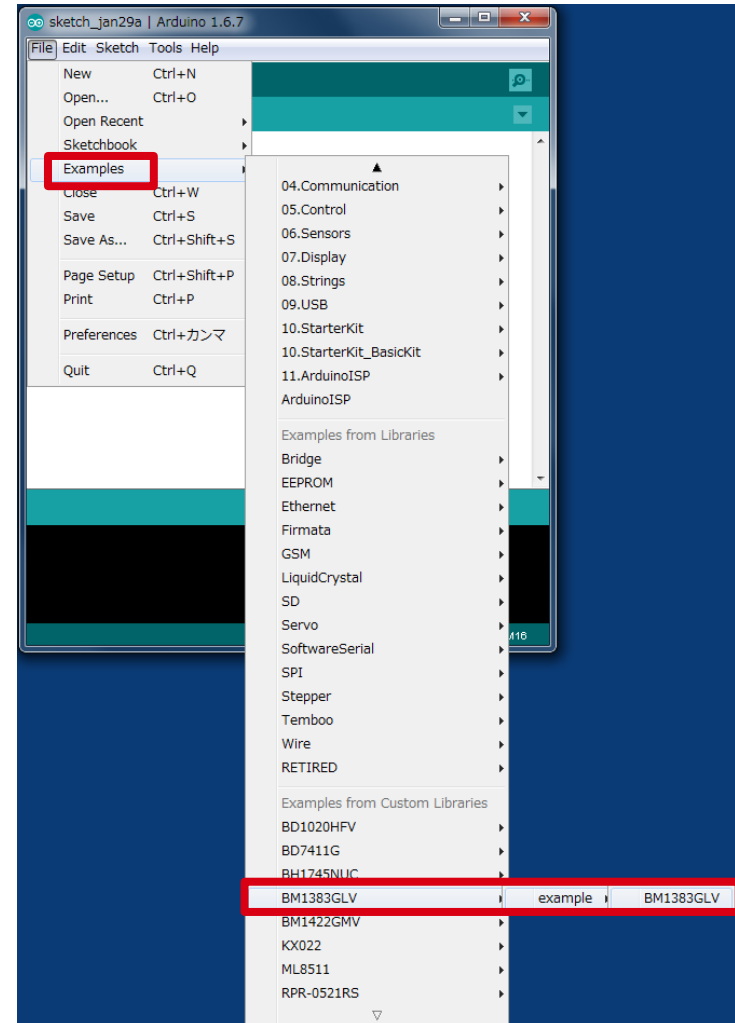 sketch_jan29a | Arduino 1.6.7
File Edit Sketch Tools Help
New Ctrl+N
Open... Ctrl+O
Open Recent
Sketchbook
Examples
Close Ctrl+W
Save Ctrl+S
Save As... Ctrl+Shift+S
Page Setup Ctrl+Shift+P
Print Ctrl+P
Preferences Ctrl+カンマ
Quit Ctrl+Q
04.Communication
05.Control
06.Sensors
07.Display
08.Strings
09.USB
10.StarterKit
10.StarterKit_BasicKit
11.ArduinoISP
ArduinoISP
Examples from Libraries
Bridge
EEPROM
Ethernet
Firmata
GSM
LiquidCrystal
SD
Servo
SoftwareSerial
SPI
Stepper
Temboo
Wire
RETIRED
Examples from Custom Libraries
BD1020HFV
BD7411G
BH1745NUC
BM1383GLV example BM1383GLV
BM1422GMV
KX022
ML8511
RPR-0521RS